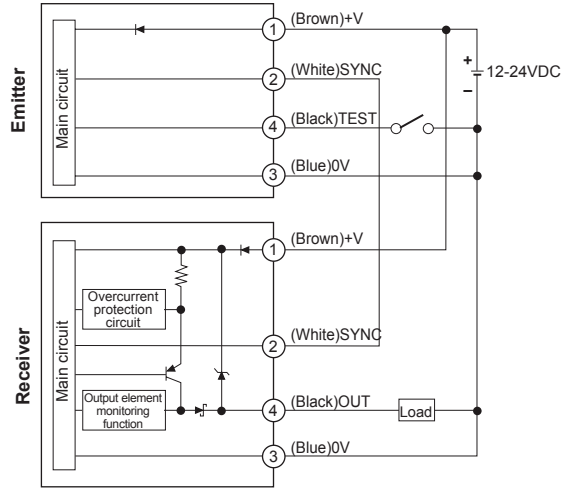 Emitter
Main circuit
1
(Brown)+V
2
(White)SYNC
4
(Black)TEST
3
(Blue)0V
+
12-24VDC
−
Receiver
Main circuit
Overcurrent
protection
circuit
Output element
monitoring
function
1
(Brown)+V
2
(White)SYNC
4
(Black)OUT
Load
3
(Blue)0V